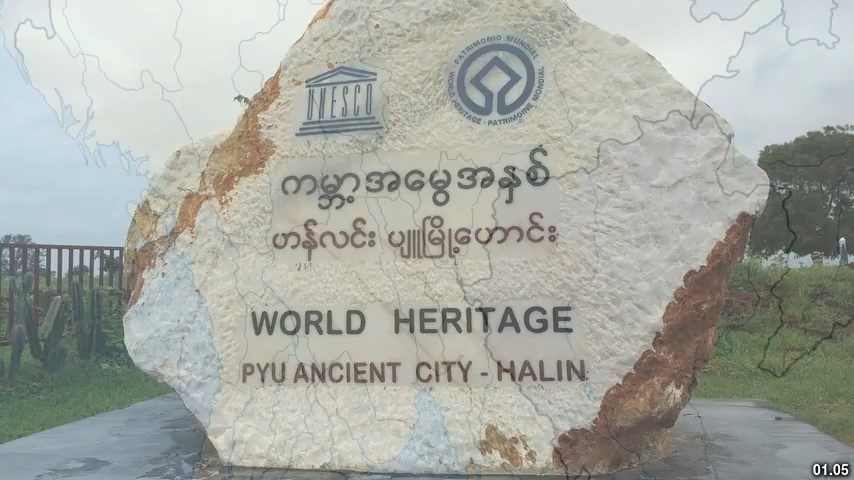 UNESCO
PATRIMONIO MUNDIAL
WORLD HERITAGE · PATRIMOINE MONDIAL
ကမ္ဘာ့အမွေအနှစ်
ဟန်လင်း ပျူမြို့ဟောင်း
WORLD HERITAGE
PYU ANCIENT CITY - HALIN
01.05